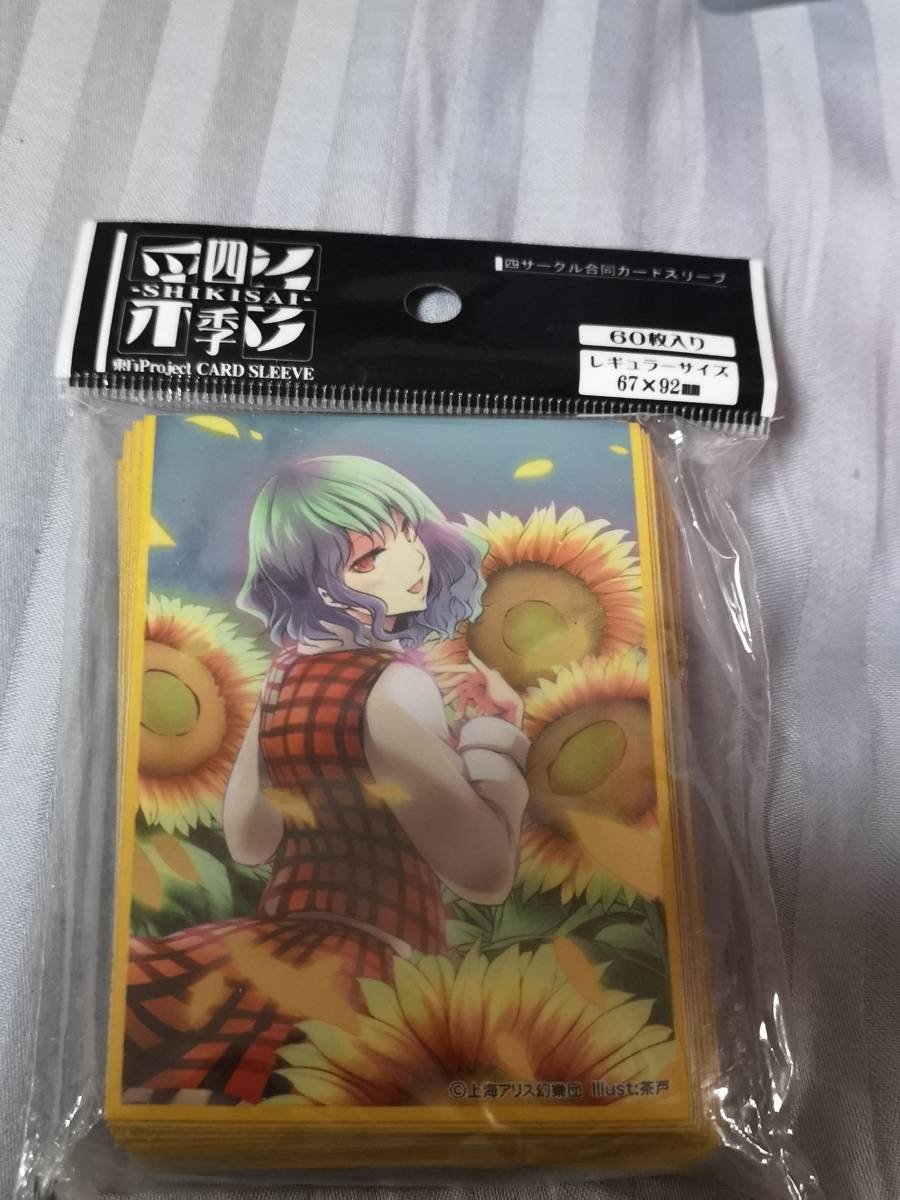 四季彩
-SHIKISAI-
東方Project CARD SLEEVE
四サークル合同カードスリーブ
60枚入り
レギュラーサイズ
67×92㎜
©上海アリス幻樂団 Illust:茶戸